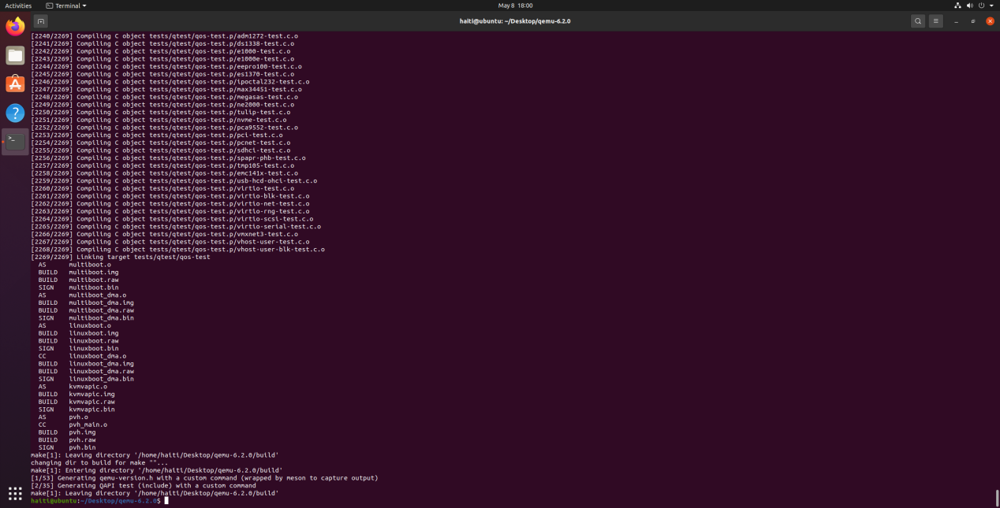 Activities
Terminal
May 8 18:00
haiti@ubuntu: ~/Desktop/qemu-6.2.0
[2240/2269] Compiling C object tests/qtest/qos-test.p/adm1272-test.c.o
[2241/2269] Compiling C object tests/qtest/qos-test.p/ds1338-test.c.o
[2242/2269] Compiling C object tests/qtest/qos-test.p/e1000-test.c.o
[2243/2269] Compiling C object tests/qtest/qos-test.p/e1000e-test.c.o
[2244/2269] Compiling C object tests/qtest/qos-test.p/eepro100-test.c.o
[2245/2269] Compiling C object tests/qtest/qos-test.p/es1370-test.c.o
[2246/2269] Compiling C object tests/qtest/qos-test.p/ipoctal232-test.c.o
[2247/2269] Compiling C object tests/qtest/qos-test.p/max34451-test.c.o
[2248/2269] Compiling C object tests/qtest/qos-test.p/megasas-test.c.o
[2249/2269] Compiling C object tests/qtest/qos-test.p/ne2000-test.c.o
[2250/2269] Compiling C object tests/qtest/qos-test.p/tulip-test.c.o
[2251/2269] Compiling C object tests/qtest/qos-test.p/nvme-test.c.o
[2252/2269] Compiling C object tests/qtest/qos-test.p/pca9552-test.c.o
[2253/2269] Compiling C object tests/qtest/qos-test.p/pci-test.c.o
[2254/2269] Compiling C object tests/qtest/qos-test.p/pcnet-test.c.o
[2255/2269] Compiling C object tests/qtest/qos-test.p/sdhci-test.c.o
[2256/2269] Compiling C object tests/qtest/qos-test.p/spapr-phb-test.c.o
[2257/2269] Compiling C object tests/qtest/qos-test.p/tmp105-test.c.o
[2258/2269] Compiling C object tests/qtest/qos-test.p/emc141x-test.c.o
[2259/2269] Compiling C object tests/qtest/qos-test.p/usb-hcd-ohci-test.c.o
[2260/2269] Compiling C object tests/qtest/qos-test.p/virtio-test.c.o
[2261/2269] Compiling C object tests/qtest/qos-test.p/virtio-blk-test.c.o
[2262/2269] Compiling C object tests/qtest/qos-test.p/virtio-net-test.c.o
[2263/2269] Compiling C object tests/qtest/qos-test.p/virtio-rng-test.c.o
[2264/2269] Compiling C object tests/qtest/qos-test.p/virtio-scsi-test.c.o
[2265/2269] Compiling C object tests/qtest/qos-test.p/virtio-serial-test.c.o
[2266/2269] Compiling C object tests/qtest/qos-test.p/vmxnet3-test.c.o
[2267/2269] Compiling C object tests/qtest/qos-test.p/vhost-user-test.c.o
[2268/2269] Compiling C object tests/qtest/qos-test.p/vhost-user-blk-test.c.o
[2269/2269] Linking target tests/qtest/qos-test
AS multiboot.o
BUILD multiboot.img
BUILD multiboot.raw
SIGN multiboot.bin
AS multiboot_dma.o
BUILD multiboot_dma.img
BUILD multiboot_dma.raw
SIGN multiboot_dma.bin
AS linuxboot.o
BUILD linuxboot.img
BUILD linuxboot.raw
SIGN linuxboot.bin
CC linuxboot_dma.o
BUILD linuxboot_dma.img
BUILD linuxboot_dma.raw
SIGN linuxboot_dma.bin
AS kvmvapic.o
BUILD kvmvapic.img
BUILD kvmvapic.raw
SIGN kvmvapic.bin
AS pvh.o
CC pvh_main.o
BUILD pvh.img
BUILD pvh.raw
SIGN pvh.bin
make[1]: Leaving directory '/home/haiti/Desktop/qemu-6.2.0/build'
changing dir to build for make ""...
make[1]: Entering directory '/home/haiti/Desktop/qemu-6.2.0/build'
[1/53] Generating qemu-version.h with a custom command (wrapped by meson to capture output)
[2/35] Generating QAPI test (include) with a custom command
make[1]: Leaving directory '/home/haiti/Desktop/qemu-6.2.0/build'
haiti@ubuntu:~/Desktop/qemu-6.2.0$